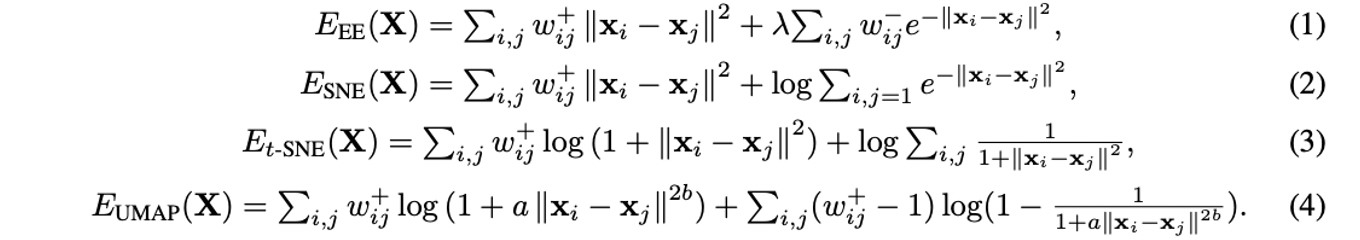 E_EE(X) = ∑_{i,j} w⁺_{ij} ‖x_i − x_j‖² + λ∑_{i,j} w⁻_{ij} e^{−‖x_i−x_j‖²}, (1)
E_SNE(X) = ∑_{i,j} w⁺_{ij} ‖x_i − x_j‖² + log ∑_{i,j=1} e^{−‖x_i−x_j‖²}, (2)
E_{t-SNE}(X) = ∑_{i,j} w⁺_{ij} log (1 + ‖x_i − x_j‖²) + log ∑_{i,j} 1/(1+‖x_i−x_j‖²), (3)
E_UMAP(X) = ∑_{i,j} w⁺_{ij} log (1 + a ‖x_i − x_j‖^{2b}) + ∑_{i,j}(w⁺_{ij} − 1) log(1 − 1/(1+a‖x_i−x_j‖^{2b})). (4)